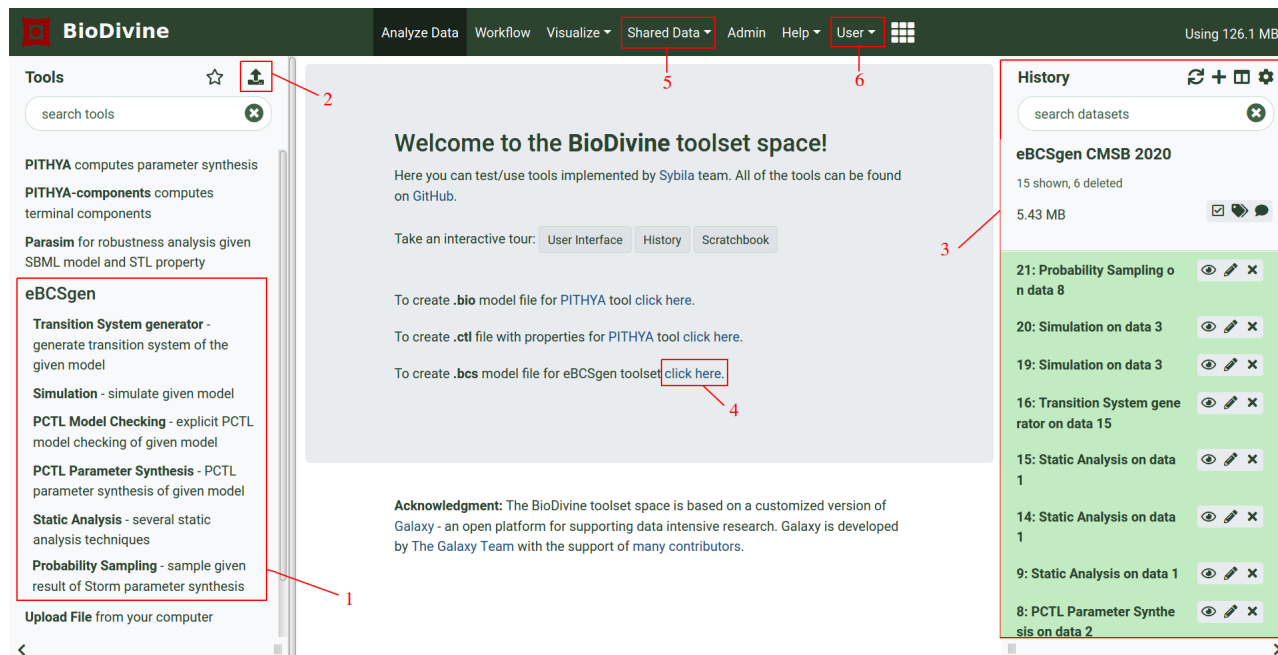 BioDivine
Analyze Data Workflow Visualize Shared Data Admin Help User
Using 126.1 MB
5
6
Tools
2
search tools
PITHYA computes parameter synthesis
PITHYA-components computes
terminal components
Parasim for robustness analysis given
SBML model and STL property
eBCSgen
Transition System generator -
generate transition system of the
given model
Simulation - simulate given model
PCTL Model Checking - explicit PCTL
model checking of given model
PCTL Parameter Synthesis - PCTL
parameter synthesis of given model
Static Analysis - several static
analysis techniques
Probability Sampling - sample given
result of Storm parameter synthesis
1
Upload File from your computer
Welcome to the BioDivine toolset space!
Here you can test/use tools implemented by Sybila team. All of the tools can be found
on GitHub.
Take an interactive tour: User Interface History Scratchbook
To create .bio model file for PITHYA tool click here.
To create .ctl file with properties for PITHYA tool click here.
To create .bcs model file for eBCSgen toolset click here.
4
Acknowledgment: The BioDivine toolset space is based on a customized version of
Galaxy - an open platform for supporting data intensive research. Galaxy is developed
by The Galaxy Team with the support of many contributors.
History
search datasets
eBCSgen CMSB 2020
15 shown, 6 deleted
5.43 MB
3
21: Probability Sampling o
n data 8
20: Simulation on data 3
19: Simulation on data 3
16: Transition System gene
rator on data 15
15: Static Analysis on data
1
14: Static Analysis on data
1
9: Static Analysis on data 1
8: PCTL Parameter Synthe
sis on data 2